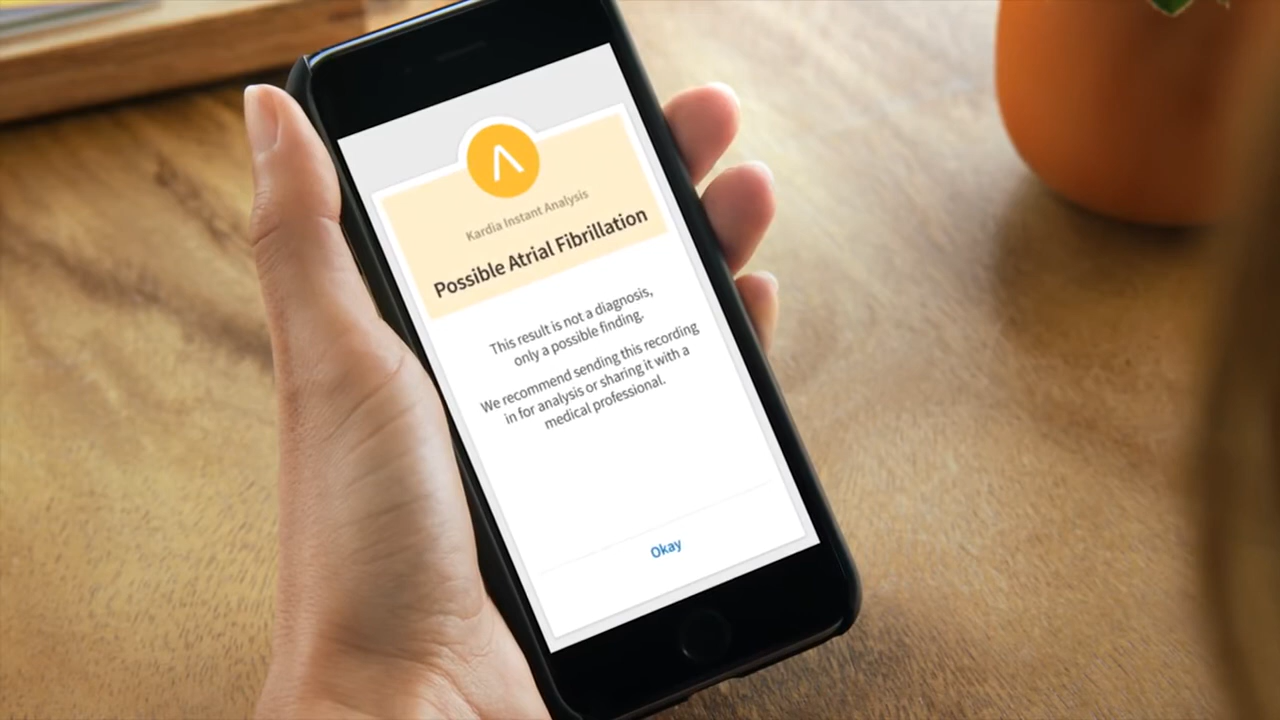 Kardia Instant Analysis
Possible Atrial Fibrillation
This result is not a diagnosis,
only a possible finding.
We recommend sending this recording
in for analysis or sharing it with a
medical professional.
Okay